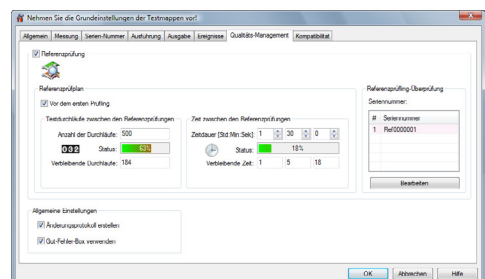 Nehmen Sie die Grundeinstellungen der Testmappen vor!
Allgemein Messung Serien-Nummer Ausführung Ausgabe Ereignisse Qualitäts-Management Kompatibilität
Referenzprüfung
Referenzprüfplan
Vor dem ersten Prüfling
Testdurchläufe zwischen den Referenzprüfungen
Anzahl der Durchläufe: 500
032 Status: 63%
Verbleibende Durchläufe: 184
Zeit zwischen den Referenzprüfungen
Zeitdauer [Std:Min:Sek]: 1 30 0
Status: 18%
Verbleibende Zeit: 1 5 18
Referenzprüfling-Überprüfung
Seriennummer:
# Seriennummer
1 Ref0000001
Bearbeiten
Allgemeine Einstellungen
Änderungsprotokoll erstellen
Gut-Fehler-Box verwenden
OK Abbrechen Hilfe